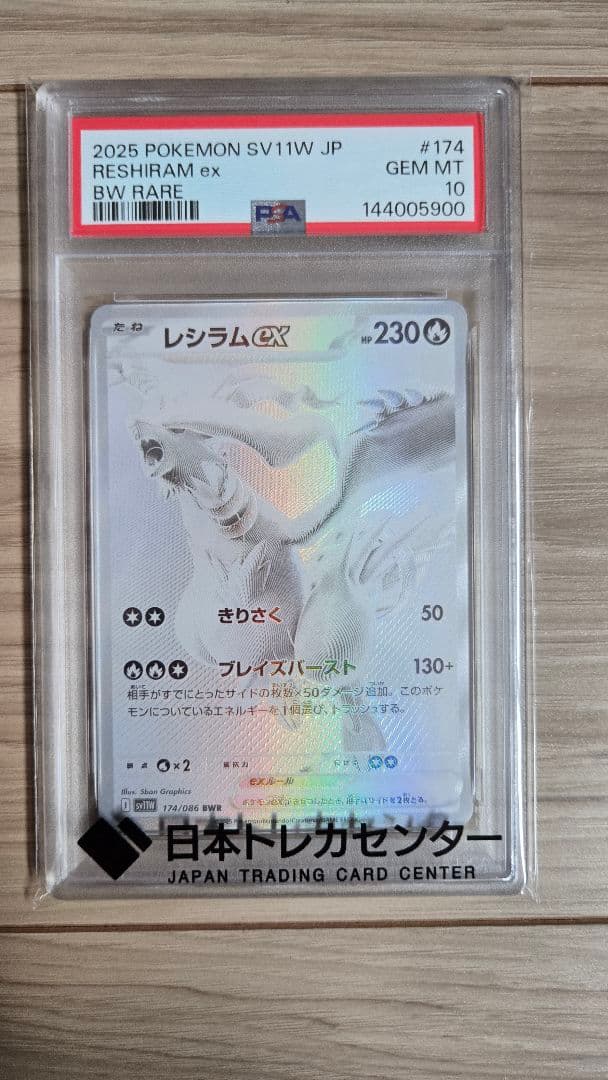 2025 POKEMON SV11W JP #174
RESHIRAM ex GEM MT
BW RARE 10
PSA 144005900
たね レシラムex HP230
きりさく 50
ブレイズバースト 130+
相手がすでにとったサイドの枚数×50ダメージ追加。このポケ
モンについているエネルギーを1個選び、トラッシュする。
弱点 ×2 抵抗力
exルール
Illus. 5ban Graphics
I sv11W 174/086 BWR
日本トレカセンター
JAPAN TRADING CARD CENTER